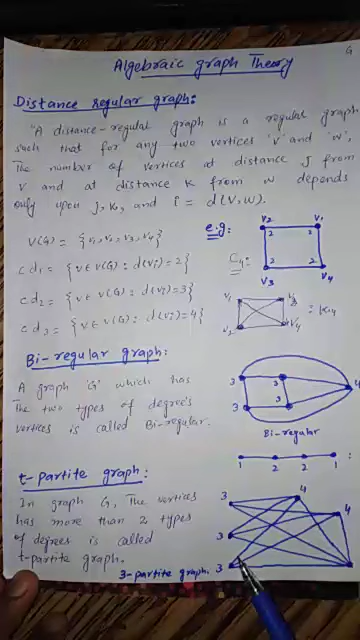 Algebraic graph Theory
G
Distance regular graph:
"A distance-regular graph is a regular graph
such that for any two vertices 'v' and 'w',
The number of vertices at distance j from
v and at distance k from w depends
only upon j, k, and i = d(v,w).
V(G) = {v₁, v₂, v₃, v₄}
cd₁ = {v∈V(G): d(vi)=2}
cd₂ = {v∈V(G): d(vi)=3}
cd₃ = {v∈V(G): d(vi)=4}
e.g:
V₂ V₁
2 2
C₄:
2 2
V₃ V₄
V₁
V₄
Bi-regular graph:
A graph 'G' which has
The two types of degree's
vertices is called Bi-regular.
3 3 4
3 3
Bi-regular
1 2 2 1
t-partite graph:
In graph G, The vertices
has more than 2 types
of degrees is called
t-partite graph.
3 4
4
3
3-partite graph. 3